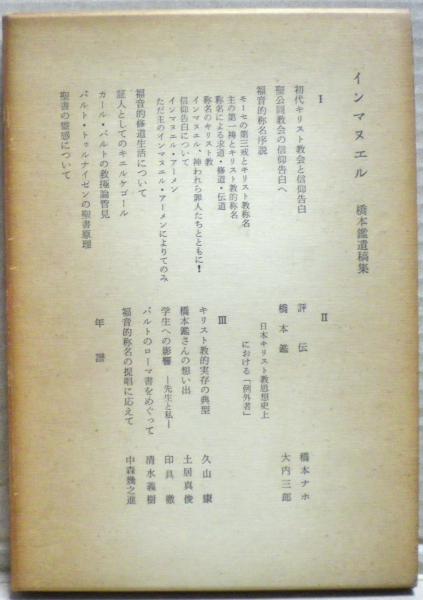 インマヌエル 橋本鑑遺稿集
I
初代キリスト教会と信仰告白
聖公同教会の信仰告白へ
福音的称名序説
モーセの第三戒とキリスト教称名
主の第一祷とキリスト教的称名
称名による求道・修道・伝道
称名のキリスト教
インマヌエル、神われら罪人たちとともに!
信仰告白について
インマヌエル・アーメン
ただ主のインマヌエル・アーメンによりてのみ
福音的修道生活について
証人としてのキエルケゴール
カール・バルトの救拯論管見
バルト・トゥルナイゼンの聖書原理
聖書の霊感について
II
評伝 橋本ナホ
橋本鑑 大内三郎
日本キリスト教思想史上
における「例外者」
III
キリスト教的実存の典型 久山康
橋本鑑さんの想い出 土居真俊
学生への影響 ―先生と私― 印具徹
バルトのローマ書をめぐって 清水義樹
福音的称名の提唱に応えて 中森幾之進
年譜